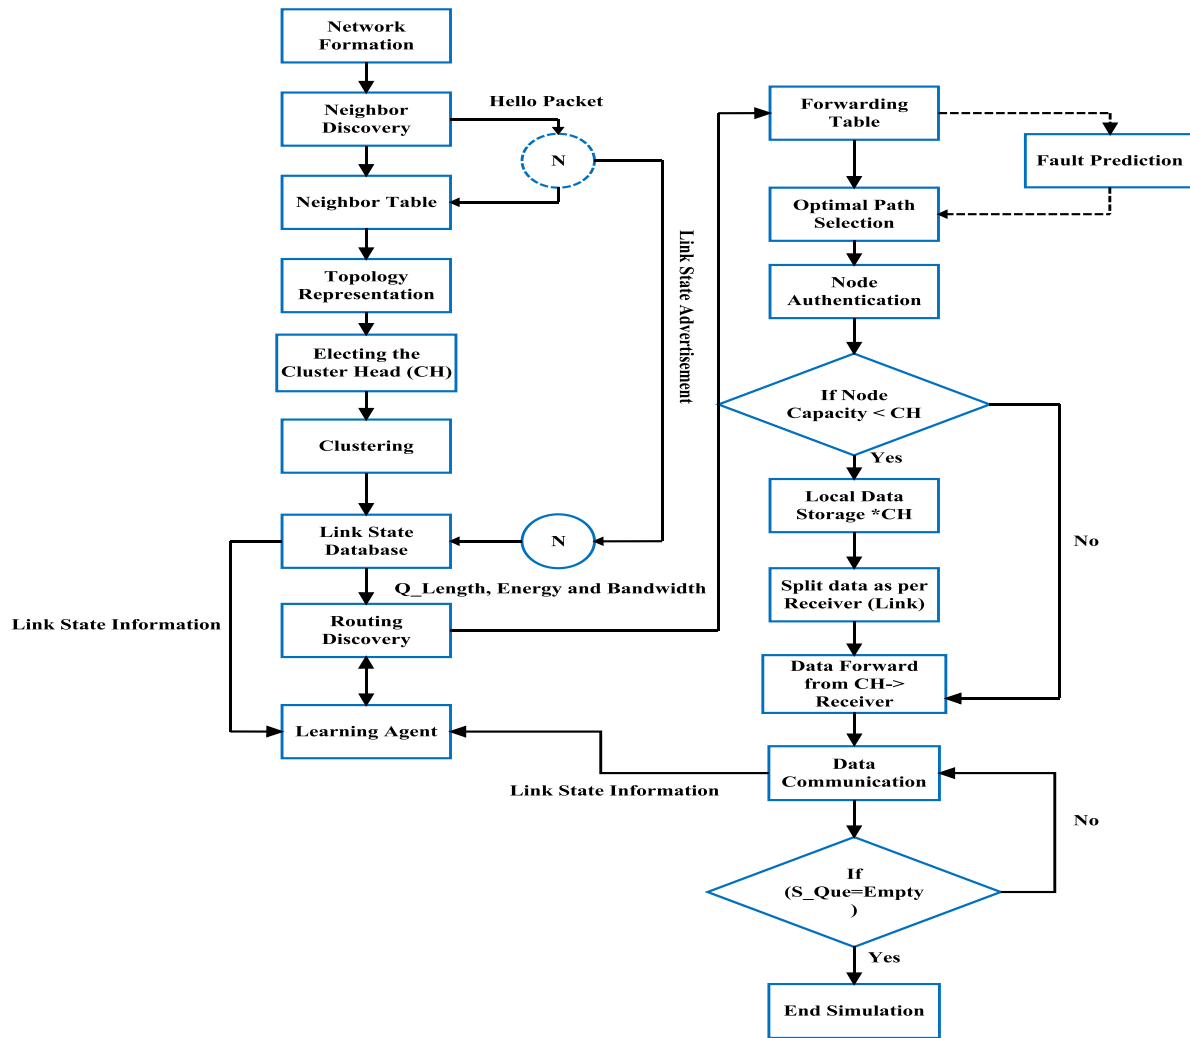 Network
Formation
Neighbor
Discovery
Hello Packet
N
Neighbor Table
Topology
Representation
Link State Advertisement
Electing the
Cluster Head (CH)
Clustering
Link State
Database
N
Q_Length, Energy and Bandwidth
Link State Information
Routing
Discovery
Learning Agent
Link State Information
Forwarding
Table
Fault Prediction
Optimal Path
Selection
Node
Authentication
If Node
Capacity < CH
Yes
No
Local Data
Storage *CH
Split data as per
Receiver (Link)
Data Forward
from CH->
Receiver
Data
Communication
No
If
(S_Que=Empty
)
Yes
End Simulation